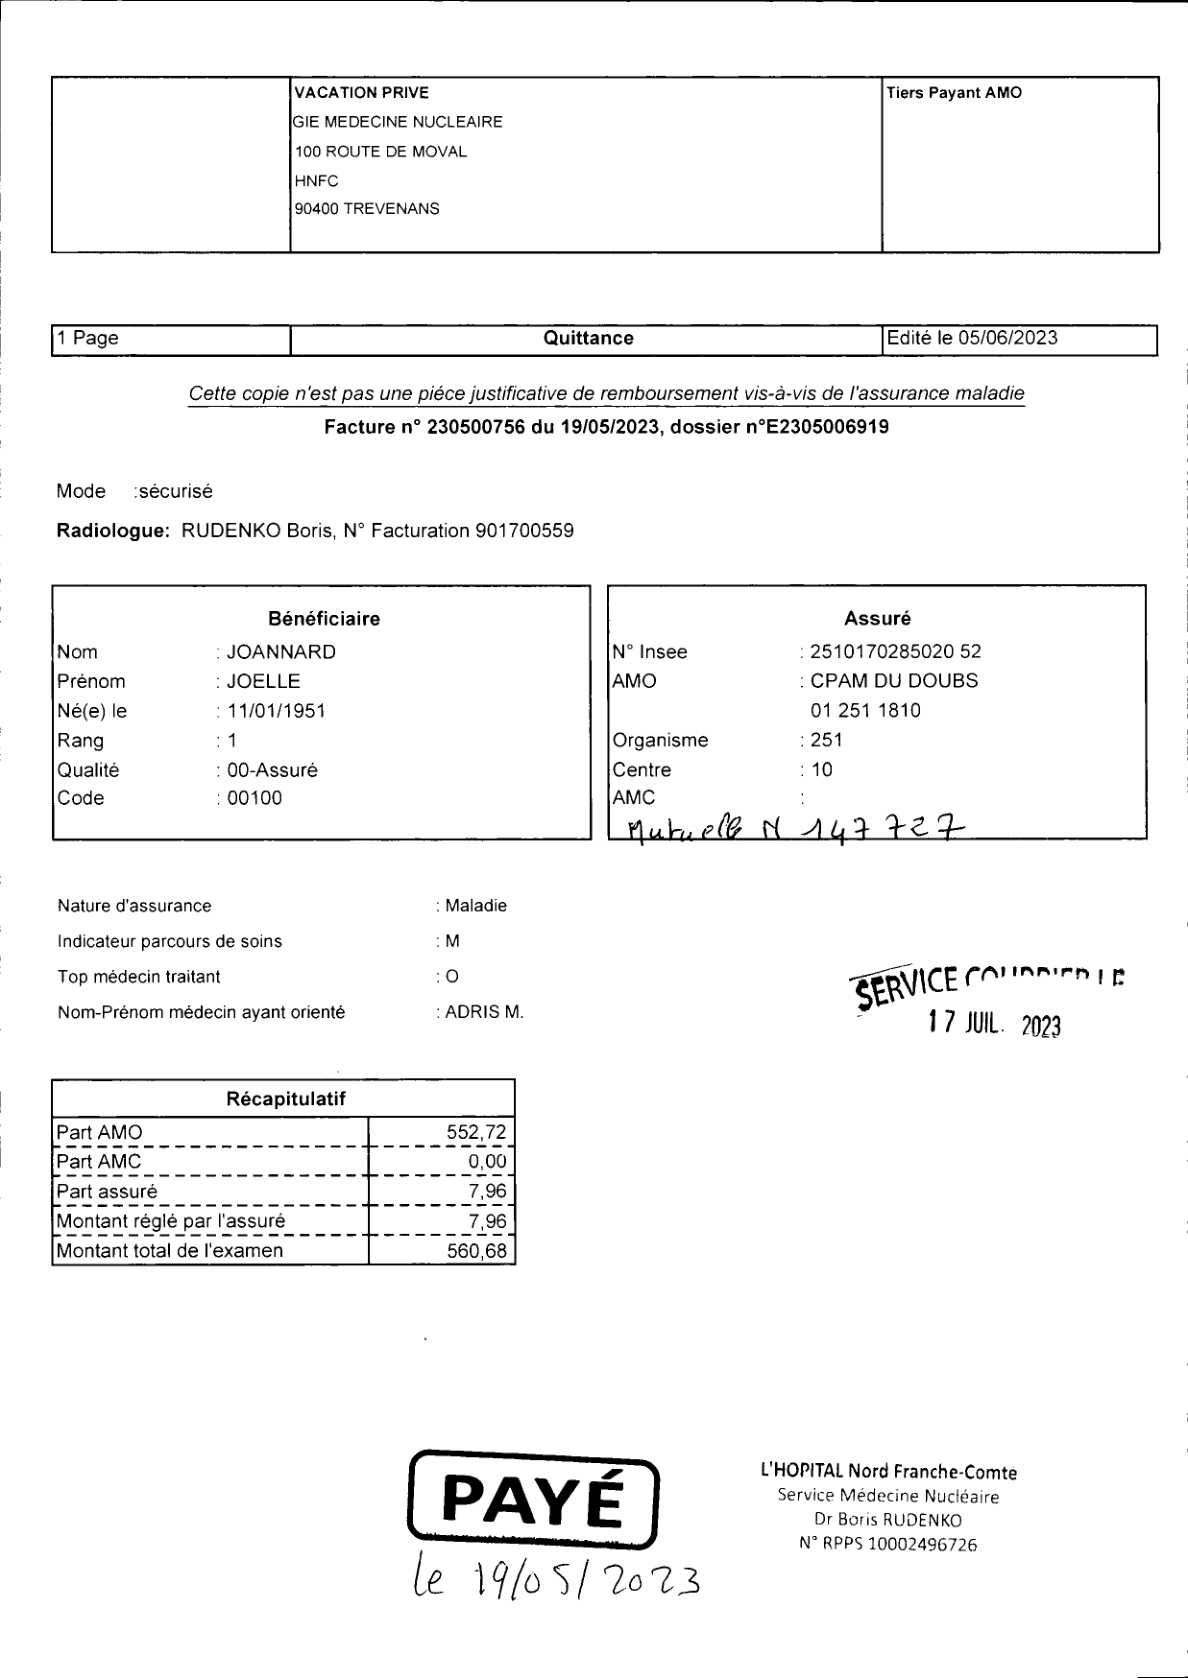 VACATION PRIVE
GIE MEDECINE NUCLEAIRE
100 ROUTE DE MOVAL
HNFC
90400 TREVENANS
Tiers Payant AMO
1 Page
Quittance
Edité le 05/06/2023
Cette copie n'est pas une piéce justificative de remboursement vis-à-vis de l'assurance maladie
Facture n° 230500756 du 19/05/2023, dossier n°E2305006919
Mode :sécurisé
Radiologue: RUDENKO Boris, N° Facturation 901700559
Bénéficiaire
Nom : JOANNARD
Prénom : JOELLE
Né(e) le : 11/01/1951
Rang : 1
Qualité : 00-Assuré
Code : 00100
Assuré
N° Insee : 2510170285020 52
AMO : CPAM DU DOUBS
01 251 1810
Organisme : 251
Centre : 10
AMC :
Mutuelle N 147 727
Nature d'assurance : Maladie
Indicateur parcours de soins : M
Top médecin traitant : O
Nom-Prénom médecin ayant orienté : ADRIS M.
SERVICE
17 JUIL. 2023
Récapitulatif
Part AMO 552,72
Part AMC 0,00
Part assuré 7,96
Montant réglé par l'assuré 7,96
Montant total de l'examen 560,68
PAYÉ
le 19/05/2023
L'HOPITAL Nord Franche-Comté
Service Médecine Nucléaire
Dr Boris RUDENKO
N° RPPS 10002496726